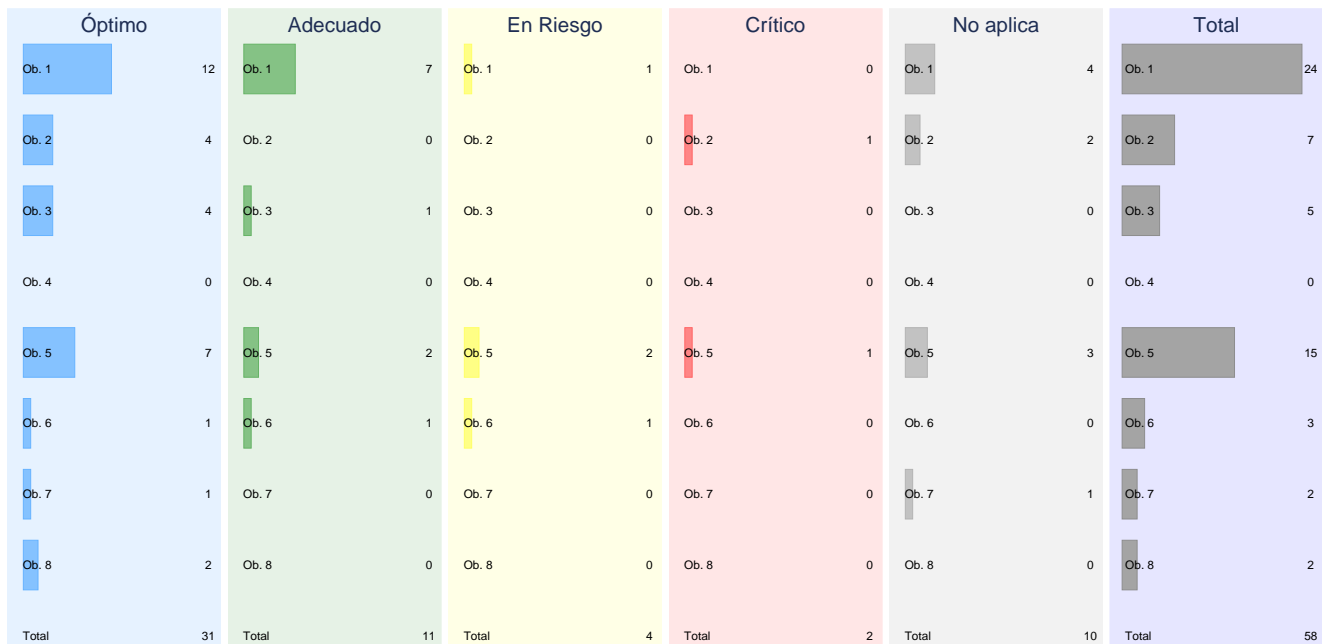 Óptimo Adecuado En Riesgo Crítico No aplica Total
Ob. 1 12 Ob. 1 7 Ob. 1 1 Ob. 1 0 Ob. 1 4 Ob. 1 24
Ob. 2 4 Ob. 2 0 Ob. 2 0 Ob. 2 1 Ob. 2 2 Ob. 2 7
Ob. 3 4 Ob. 3 1 Ob. 3 0 Ob. 3 0 Ob. 3 0 Ob. 3 5
Ob. 4 0 Ob. 4 0 Ob. 4 0 Ob. 4 0 Ob. 4 0 Ob. 4 0
Ob. 5 7 Ob. 5 2 Ob. 5 2 Ob. 5 1 Ob. 5 3 Ob. 5 15
Ob. 6 1 Ob. 6 1 Ob. 6 1 Ob. 6 0 Ob. 6 0 Ob. 6 3
Ob. 7 1 Ob. 7 0 Ob. 7 0 Ob. 7 0 Ob. 7 1 Ob. 7 2
Ob. 8 2 Ob. 8 0 Ob. 8 0 Ob. 8 0 Ob. 8 0 Ob. 8 2
Total 31 Total 11 Total 4 Total 2 Total 10 Total 58